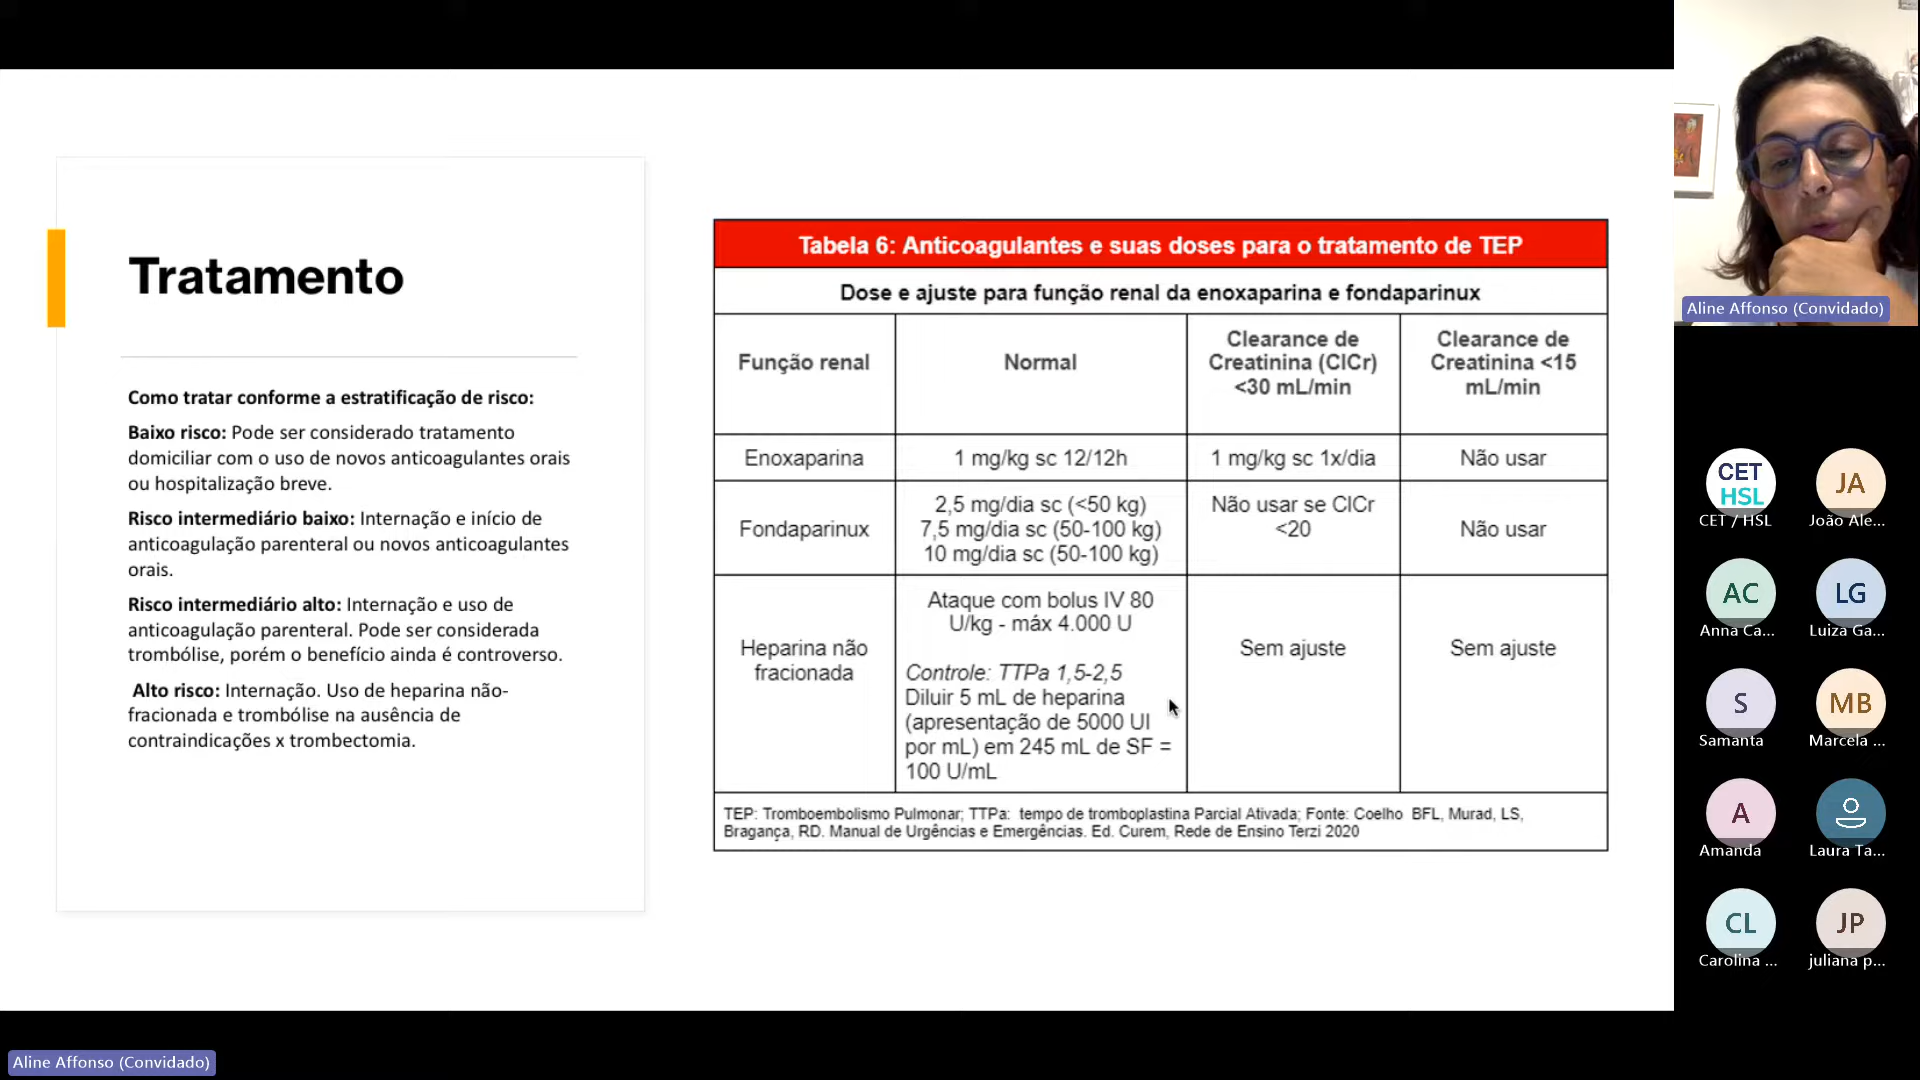 Tratamento
Como tratar conforme a estratificação de risco:
Baixo risco: Pode ser considerado tratamento
domiciliar com o uso de novos anticoagulantes orais
ou hospitalização breve.
Risco intermediário baixo: Internação e início de
anticoagulação parenteral ou novos anticoagulantes
orais.
Risco intermediário alto: Internação e uso de
anticoagulação parenteral. Pode ser considerada
trombólise, porém o benefício ainda é controverso.
Alto risco: Internação. Uso de heparina não-
fracionada e trombólise na ausência de
contraindicações x trombectomia.
Tabela 6: Anticoagulantes e suas doses para o tratamento de TEP
Dose e ajuste para função renal da enoxaparina e fondaparinux
Função renal
Normal
Clearance de
Creatinina (ClCr)
<30 mL/min
Clearance de
Creatinina <15
mL/min
Enoxaparina
1 mg/kg sc 12/12h
1 mg/kg sc 1x/dia
Não usar
Fondaparinux
2,5 mg/dia sc (<50 kg)
7,5 mg/dia sc (50-100 kg)
10 mg/dia sc (50-100 kg)
Não usar se ClCr
<20
Não usar
Heparina não
fracionada
Ataque com bolus IV 80
U/kg - máx 4.000 U
Controle: TTPa 1,5-2,5
Diluir 5 mL de heparina
(apresentação de 5000 UI
por mL) em 245 mL de SF =
100 U/mL
Sem ajuste
Sem ajuste
TEP: Tromboembolismo Pulmonar; TTPa: tempo de tromboplastina Parcial Ativada; Fonte: Coelho BFL, Murad, LS,
Bragança, RD. Manual de Urgências e Emergências. Ed. Curem, Rede de Ensino Terzi 2020
Aline Affonso (Convidado)
CET
HSL
CET / HSL
JA
João Ale...
AC
Anna Ca...
LG
Luiza Ga...
S
Samanta
MB
Marcela ...
A
Amanda
Laura Ta...
CL
Carolina ...
JP
juliana p...
Aline Affonso (Convidado)